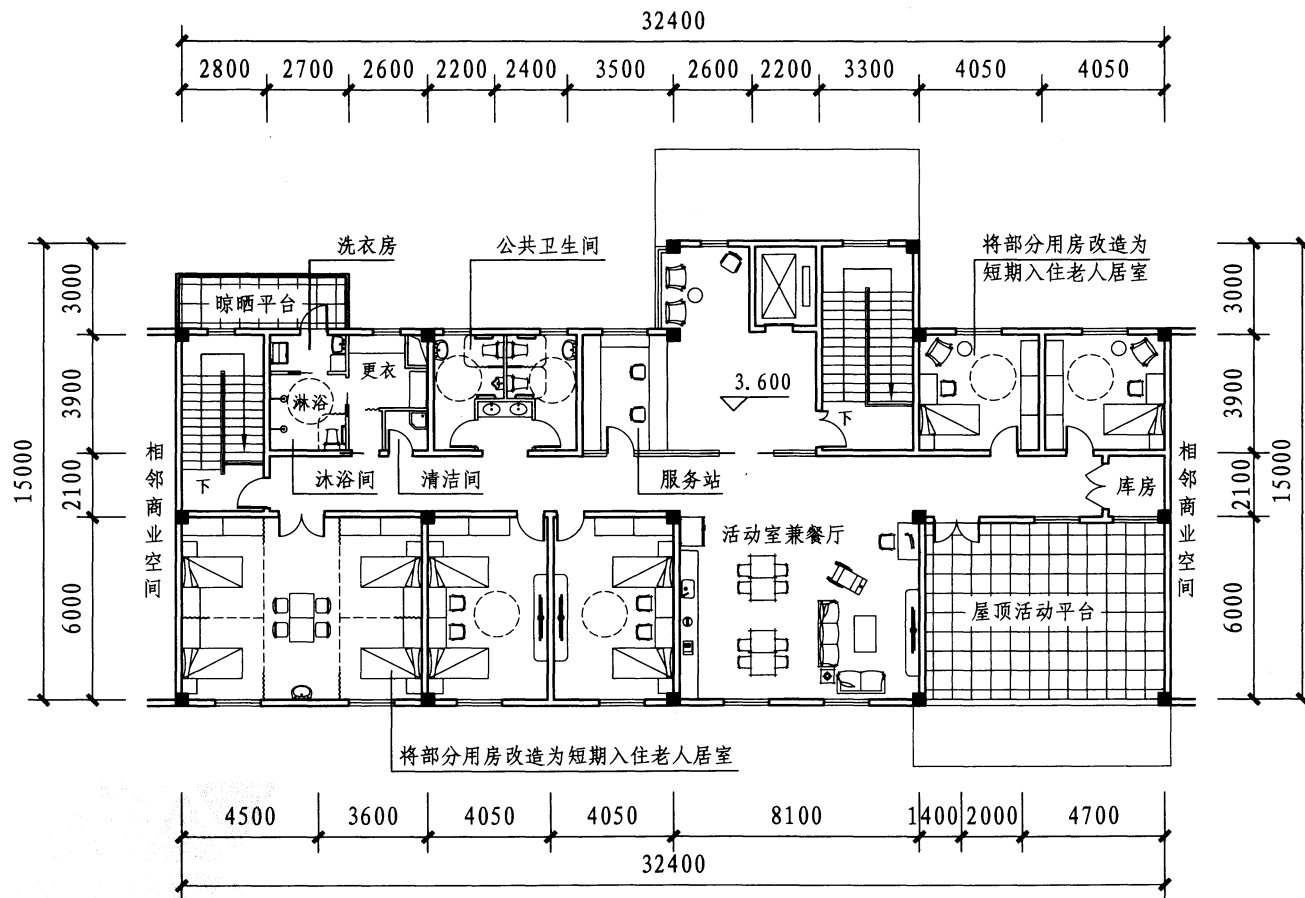 32400
2800
2700
2600
2200
2400
3500
2600
2200
3300
4050
4050
洗衣房
公共卫生间
将部分用房改造为
短期入住老人居室
晾晒平台
3000
3900
2100
6000
15000
更衣
淋浴
3.600
下
下
沐浴间
清洁间
服务站
库房
相邻商业空间
相邻商业空间
活动室兼餐厅
屋顶活动平台
3000
3900
2100
6000
15000
将部分用房改造为短期入住老人居室
4500
3600
4050
4050
8100
1400
2000
4700
32400